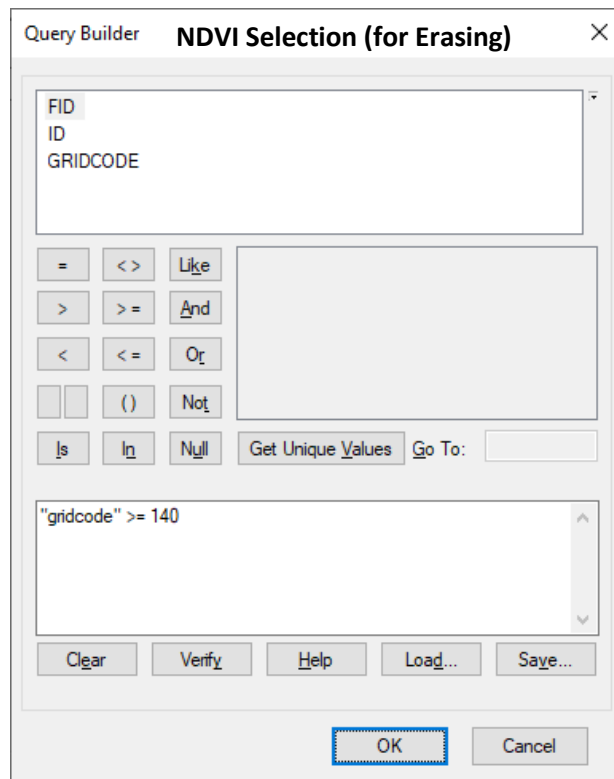 Query Builder NDVI Selection (for Erasing)
FID
ID
GRIDCODE
= < > Like
> > = And
< < = Or
( ) Not
Is In Null Get Unique Values Go To:
"gridcode" >= 140
Clear Verify Help Load... Save...
OK Cancel